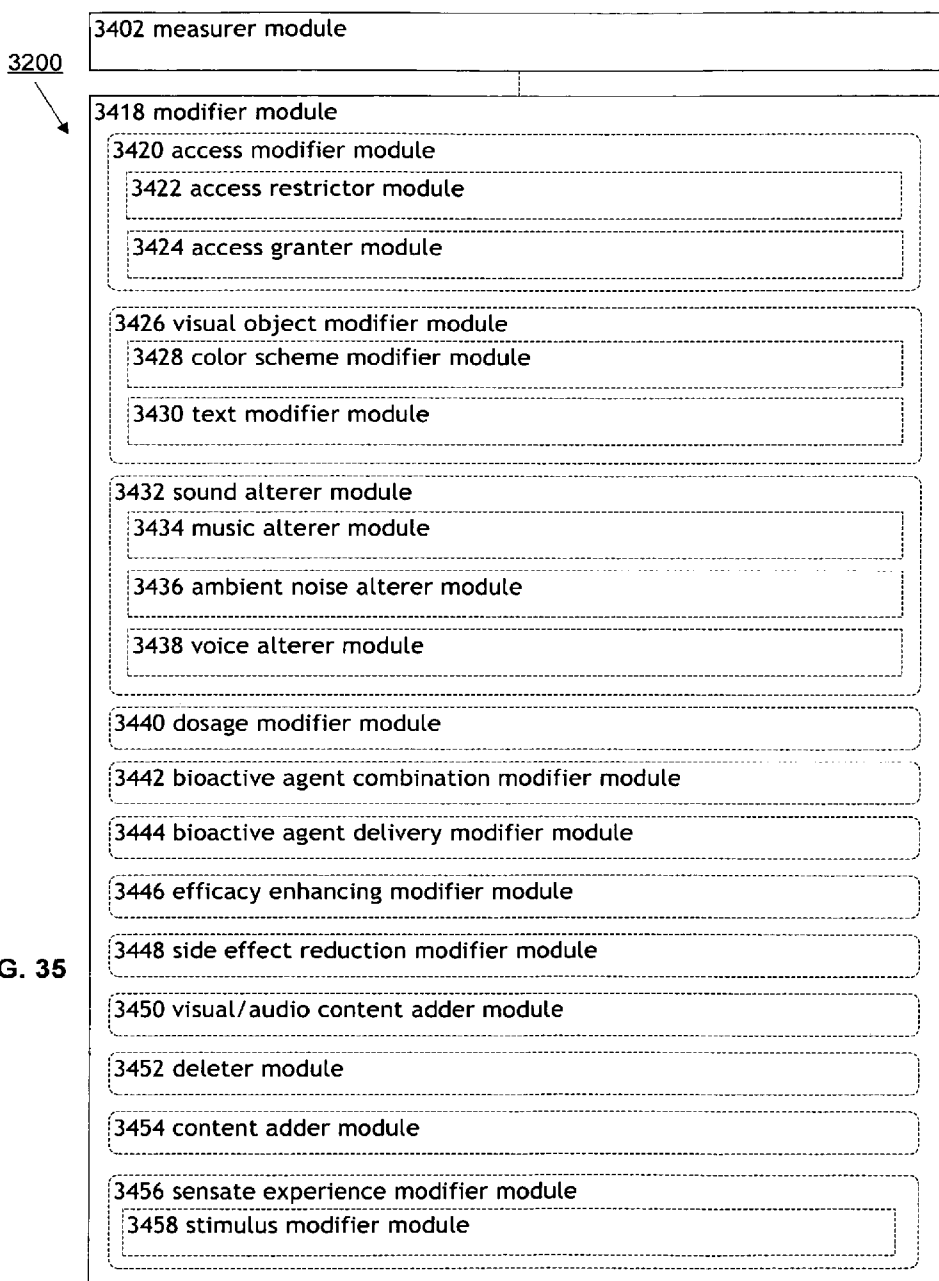 3402 measurer module
3200
3418 modifier module
3420 access modifier module
3422 access restrictor module
3424 access granter module
3426 visual object modifier module
3428 color scheme modifier module
3430 text modifier module
3432 sound alterer module
3434 music alterer module
3436 ambient noise alterer module
3438 voice alterer module
3440 dosage modifier module
3442 bioactive agent combination modifier module
3444 bioactive agent delivery modifier module
3446 efficacy enhancing modifier module
3448 side effect reduction modifier module
G. 35
3450 visual/audio content adder module
3452 deleter module
3454 content adder module
3456 sensate experience modifier module
3458 stimulus modifier module